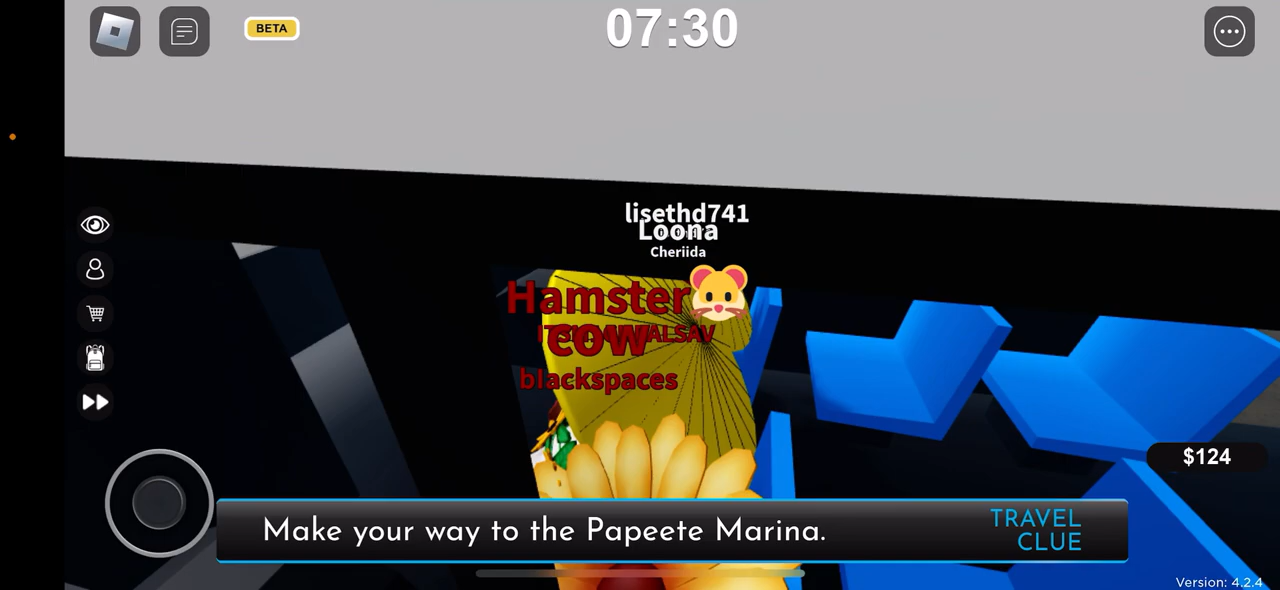 BETA
07:30
lisethd741
Loona
Cheriida
Hamster🐹
cow
blackspaces
$124
Make your way to the Papeete Marina.
TRAVEL
CLUE
Version: 4.2.4